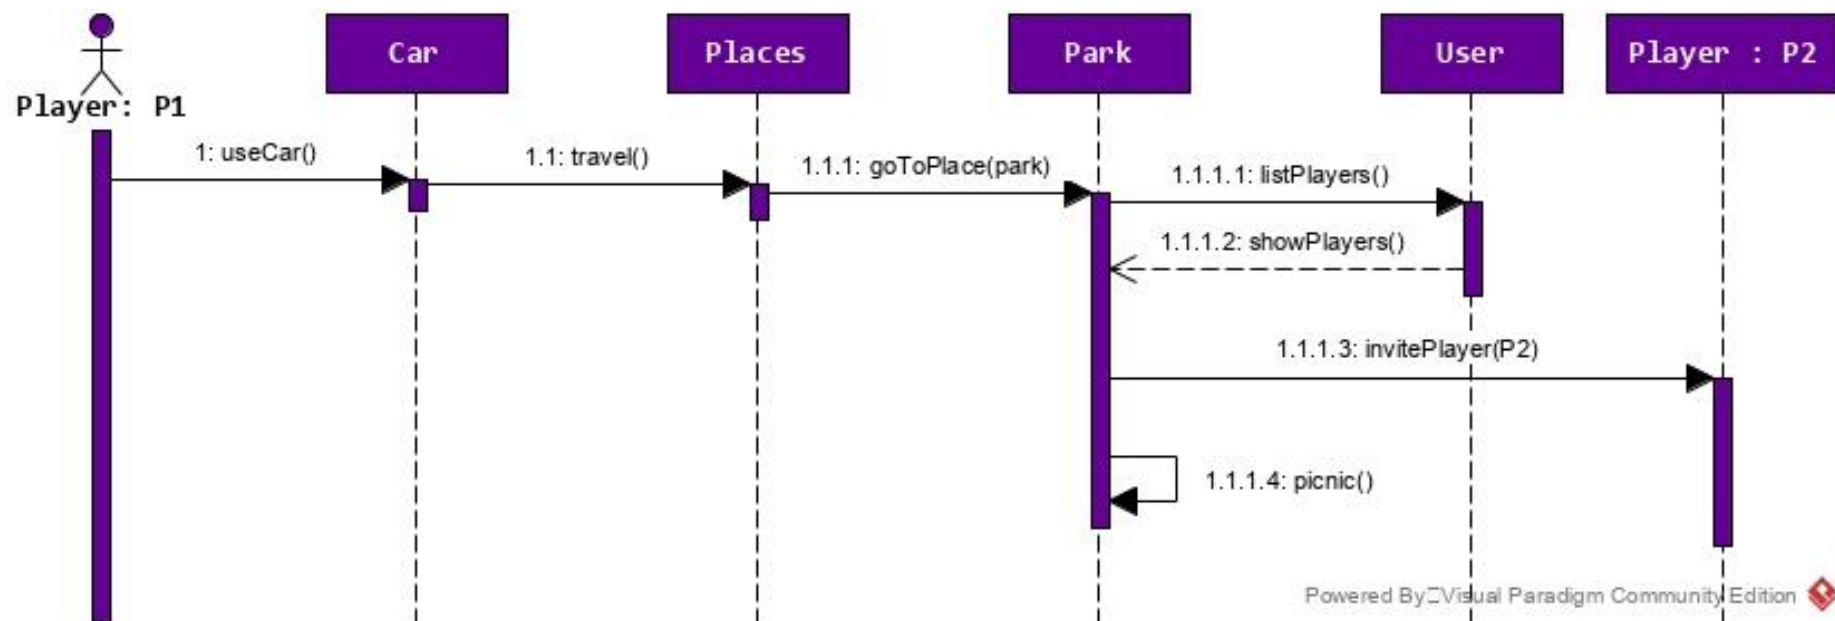 Car
Places
Park
User
Player : P2
Player: P1
1: useCar()
1.1: travel()
1.1.1: goToPlace(park)
1.1.1.1: listPlayers()
1.1.1.2: showPlayers()
1.1.1.3: invitePlayer(P2)
1.1.1.4: picnic()
Powered By Visual Paradigm Community Edition